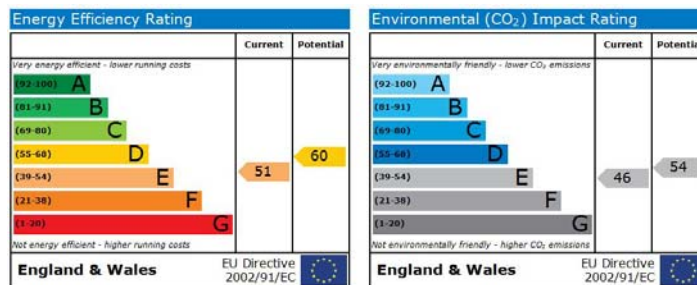 Energy Efficiency Rating
Current Potential
Very energy efficient - lower running costs
(92-100) A
(81-91) B
(69-80) C
(55-68) D
(39-54) E
(21-38) F
(1-20) G
51
60
Not energy efficient - higher running costs
England & Wales
EU Directive
2002/91/EC
Environmental (CO₂) Impact Rating
Current Potential
Very environmentally friendly - lower CO₂ emissions
(92-100) A
(81-91) B
(69-80) C
(55-68) D
(39-54) E
(21-38) F
(1-20) G
46
54
Not environmentally friendly - higher CO₂ emissions
England & Wales
EU Directive
2002/91/EC